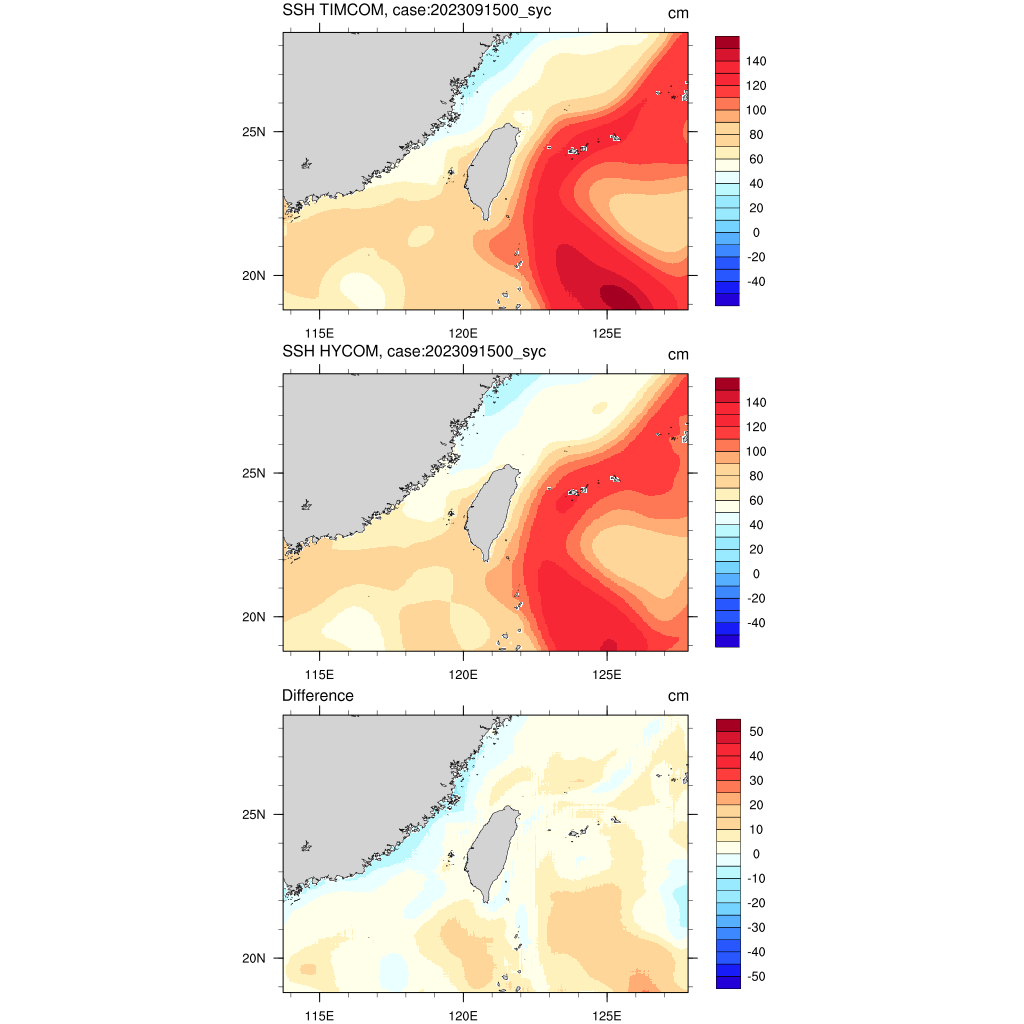 SSH TIMCOM, case:2023091500_syc cm
140
120
25N 100
80
60
40
20
0
20N -20
-40
115E 120E 125E
SSH HYCOM, case:2023091500_syc cm
140
120
25N 100
80
60
40
20
0
20N -20
-40
115E 120E 125E
Difference cm
50
40
30
25N 20
10
0
-10
-20
-30
20N -40
-50
115E 120E 125E